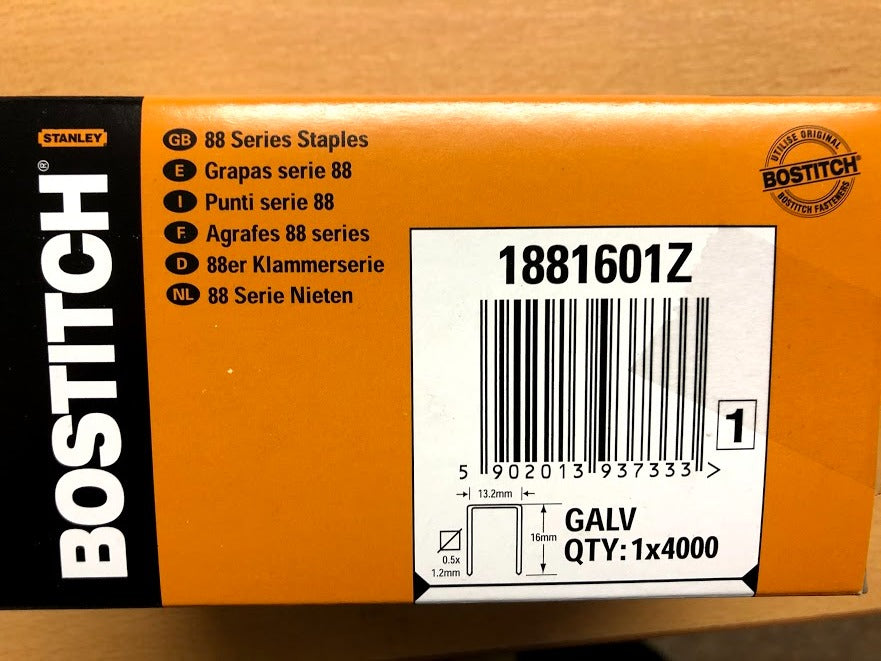 STANLEY
BOSTITCH®
GB 88 Series Staples
E Grapas serie 88
I Punti serie 88
F Agrafes 88 series
D 88er Klammerserie
NL 88 Serie Nieten
UTILISE ORIGINAL
BOSTITCH®
BOSTITCH FASTENERS
1881601Z
1
5 902013 937333 >
13.2mm
16mm
0.5x
1.2mm
GALV
QTY: 1x4000